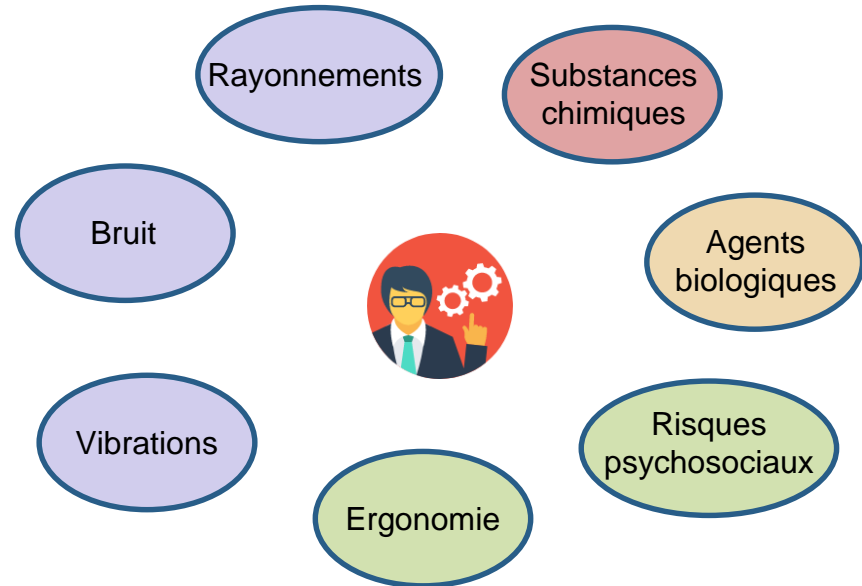 Rayonnements
Substances
chimiques
Bruit
Agents
biologiques
Vibrations
Risques
psychosociaux
Ergonomie